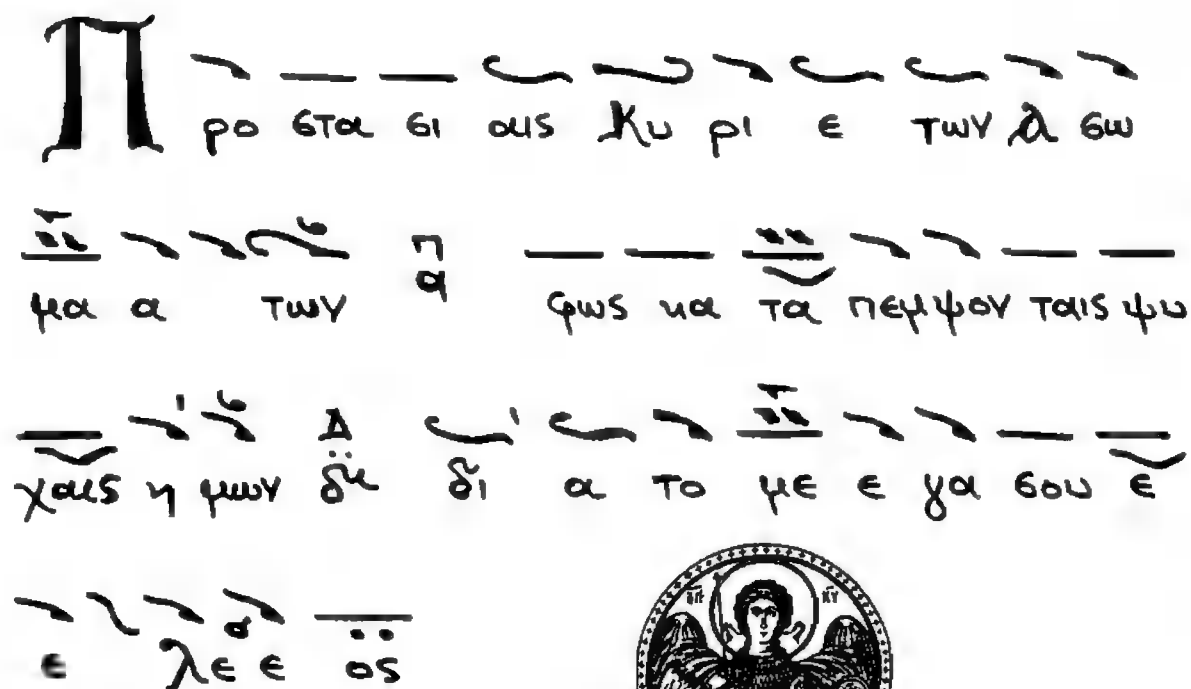 Προ στα σι αις Κυ ρι ε των Α σω
μα α των π α φως κα τα πεμψον ταις ψυ
χαις η μων Δ δι δι α το με ε γα σου ε
ε λε ε ος